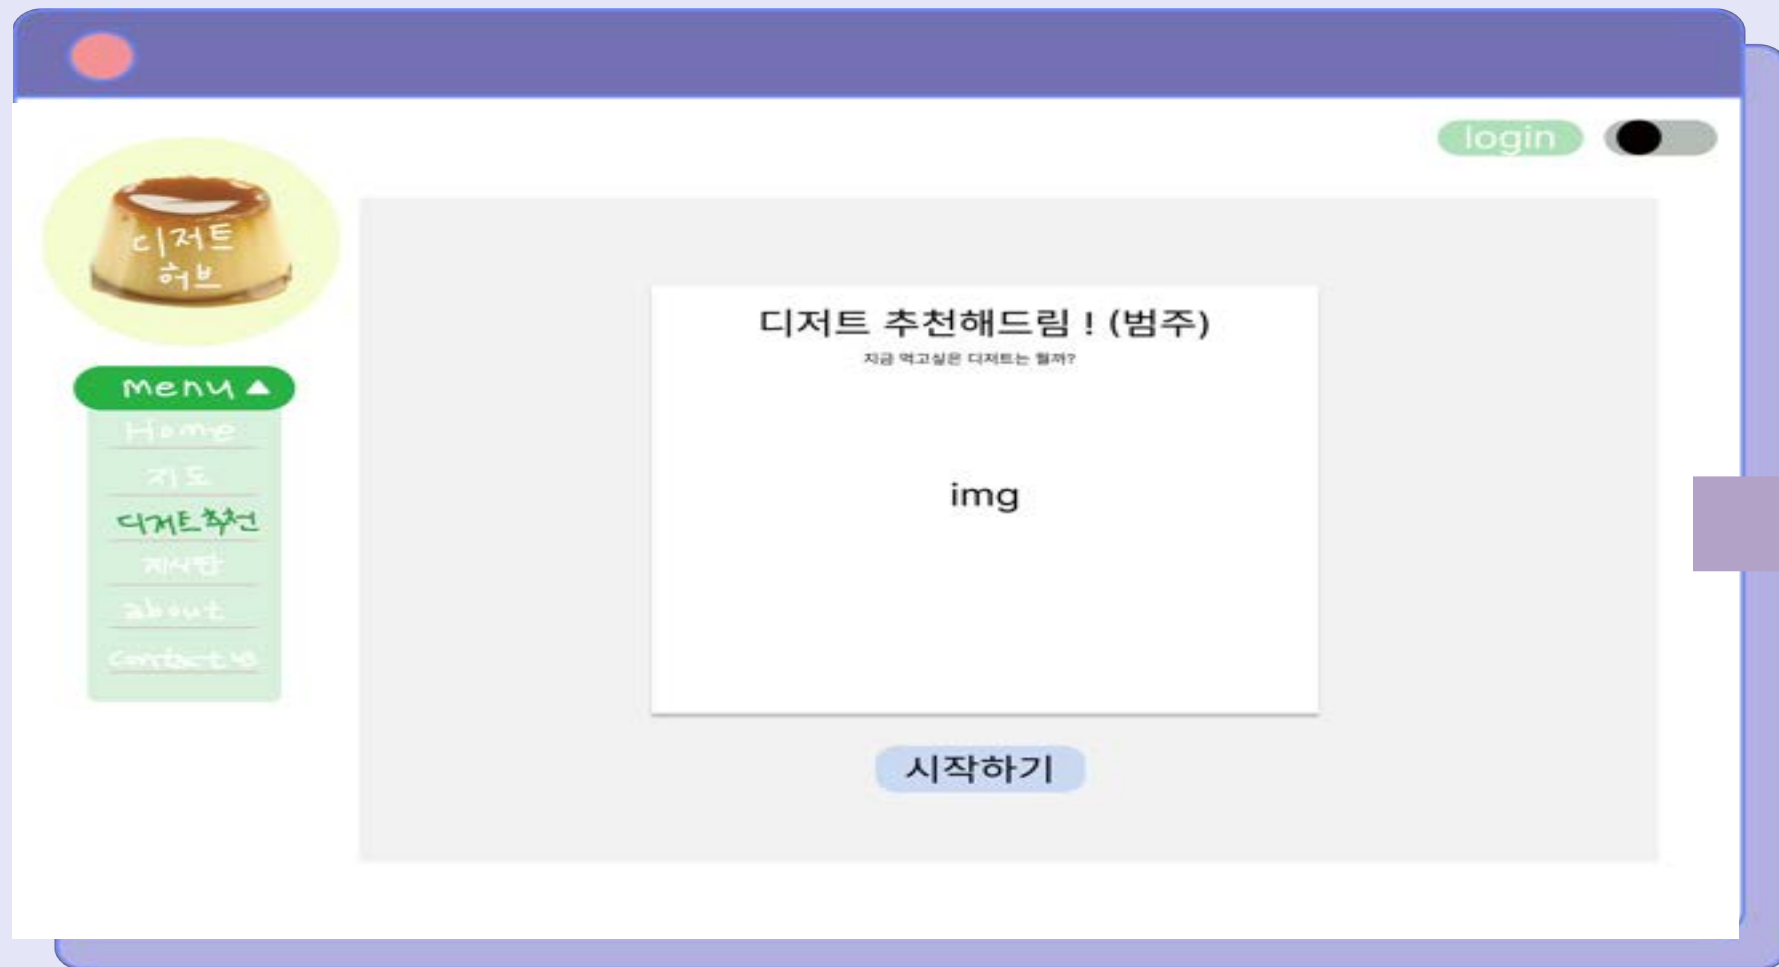 login
디저트
허브
menu ▲
Home
지도
디저트추천
게시판
about
contact us
디저트 추천해드림 ! (범주)
지금 먹고싶은 디저트는 뭘까?
img
시작하기